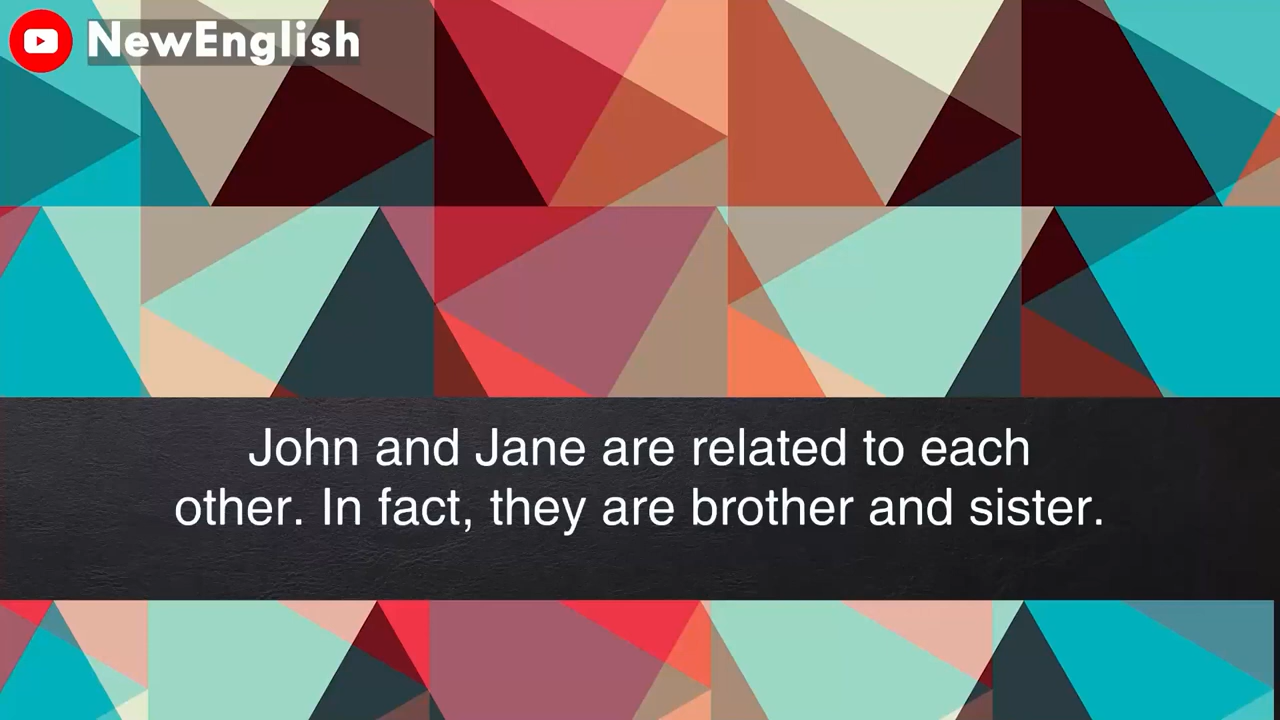 NewEnglish
John and Jane are related to each
other. In fact, they are brother and sister.